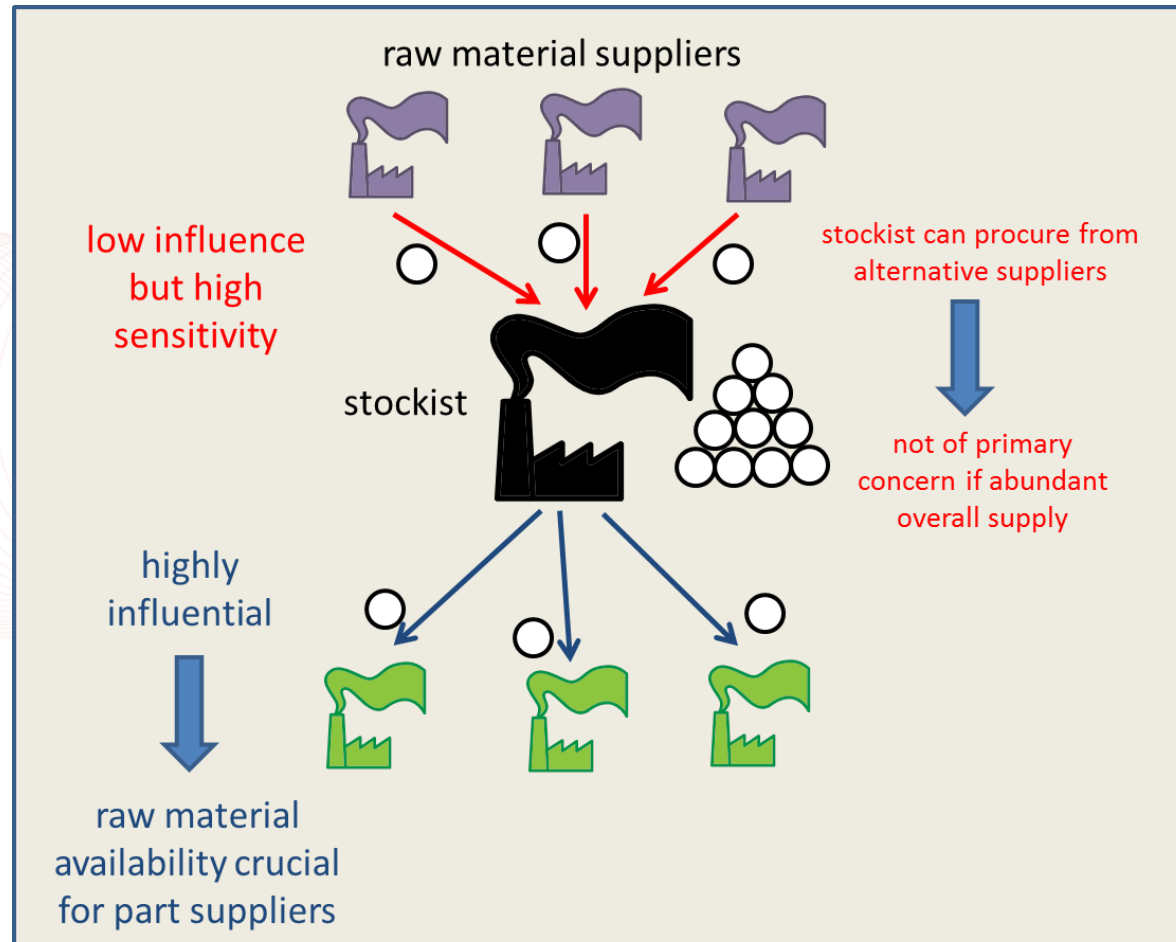 raw material suppliers
low influence
but high
sensitivity
stockist can procure from
alternative suppliers
stockist
not of primary
concern if abundant
overall supply
highly
influential
raw material
availability crucial
for part suppliers